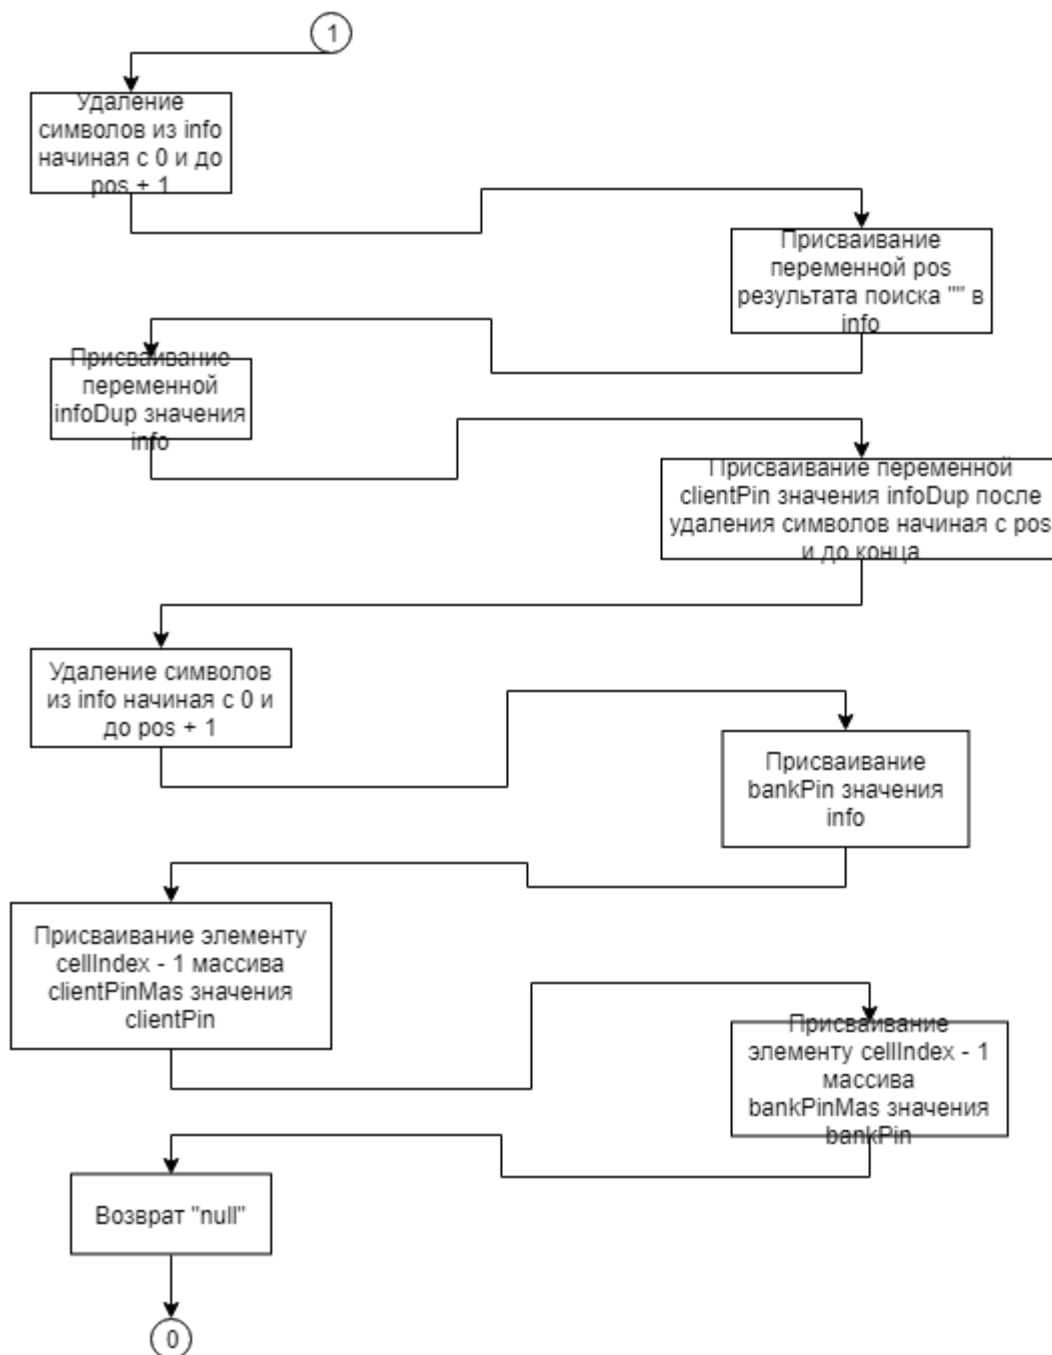 1
Удаление
символов из info
начиная с 0 и до
pos + 1
Присваивание
переменной pos
результата поиска "" в
info
Присваивание
переменной
infoDup значения
info
Присваивание переменной
clientPin значения infoDup после
удаления символов начиная с pos
и до конца
Удаление символов
из info начиная с 0 и
до pos + 1
Присваивание
bankPin значения
info
Присваивание элементу
cellIndex - 1 массива
clientPinMas значения
clientPin
Присваивание
элементу cellIndex - 1
массива
bankPinMas значения
bankPin
Возврат "null"
0